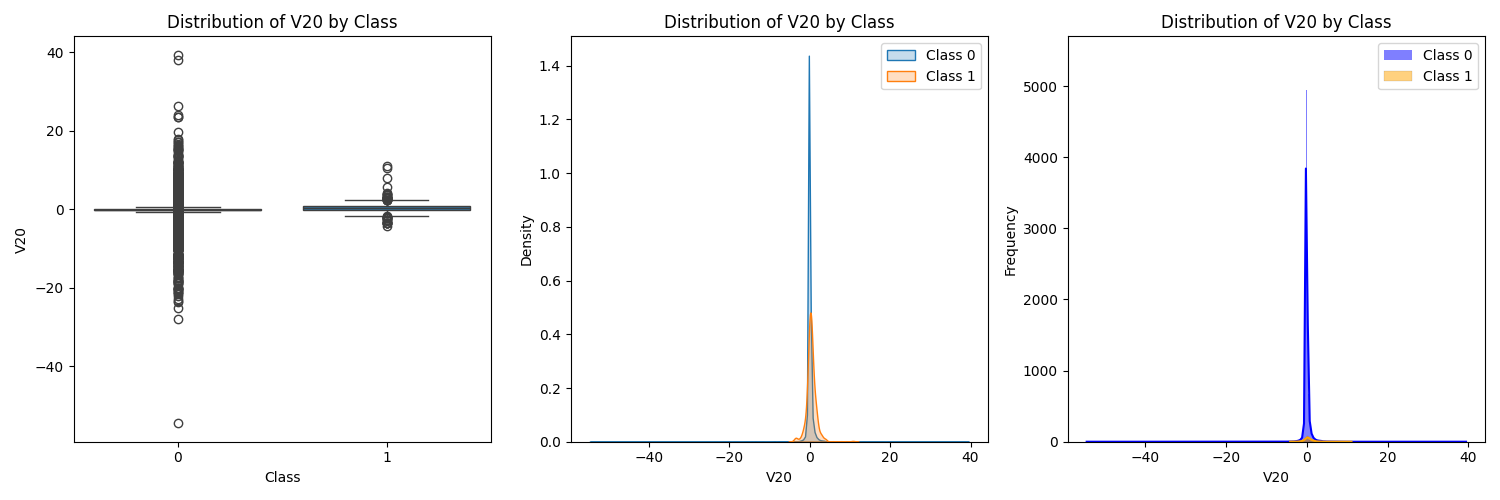 Distribution of V20 by Class
40
20
0
−20
−40
V20
0
1
Class
Distribution of V20 by Class
Class 0
Class 1
1.4
1.2
1.0
0.8
0.6
0.4
0.2
0.0
Density
−40
−20
0
20
40
V20
Distribution of V20 by Class
Class 0
Class 1
5000
4000
3000
2000
1000
0
Frequency
−40
−20
0
20
40
V20